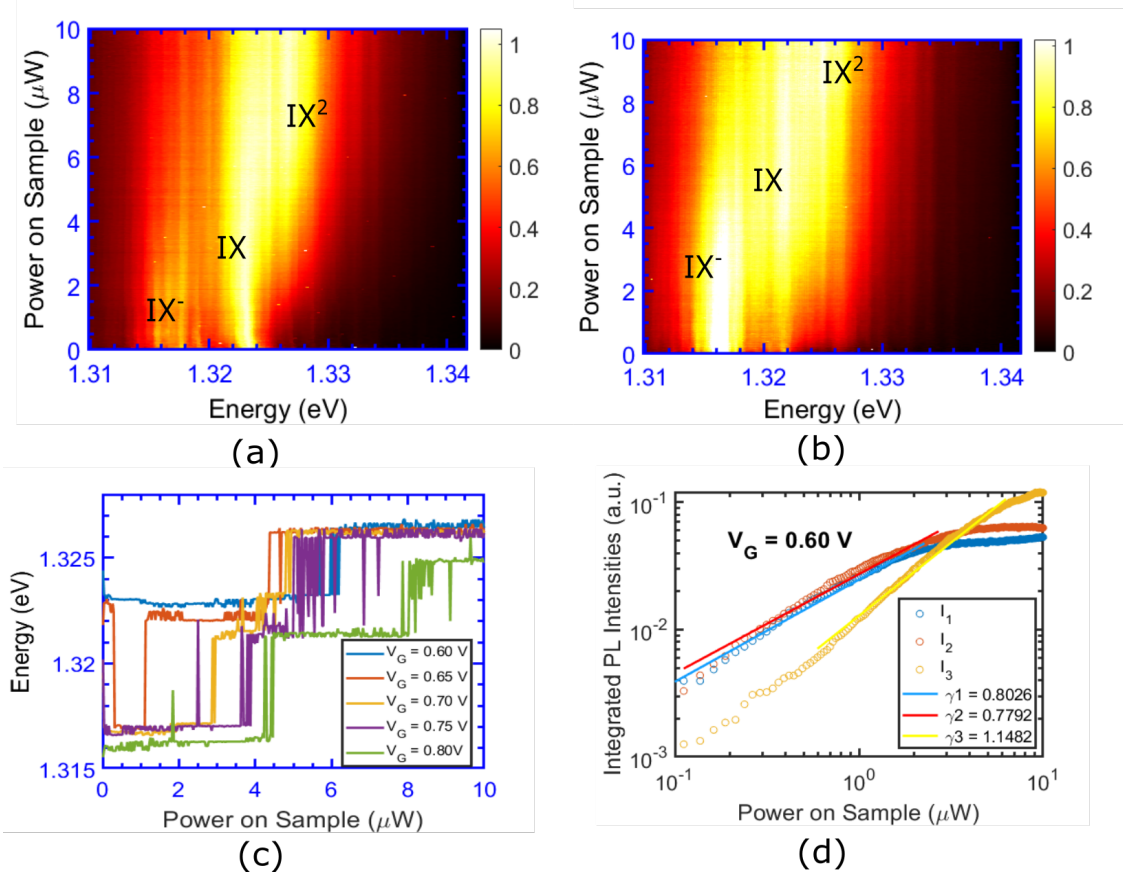 10
8
6
4
2
0
Power on Sample (μW)
IX²
IX
IX⁻
1.31
1.32
1.33
1.34
Energy (eV)
1
0.8
0.6
0.4
0.2
0
(a)
10
8
6
4
2
0
Power on Sample (μW)
IX²
IX
IX⁻
1.31
1.32
1.33
1.34
Energy (eV)
1
0.8
0.6
0.4
0.2
0
(b)
1.325
1.32
1.315
Energy (eV)
0
2
4
6
8
10
Power on Sample (μW)
V_G = 0.60 V
V_G = 0.65 V
V_G = 0.70 V
V_G = 0.75 V
V_G = 0.80V
(c)
10⁻¹
10⁻²
10⁻³
Integrated PL Intensities (a.u.)
V_G = 0.60 V
I₁
I₂
I₃
γ1 = 0.8026
γ2 = 0.7792
γ3 = 1.1482
10⁻¹
10⁰
10¹
Power on Sample (μW)
(d)